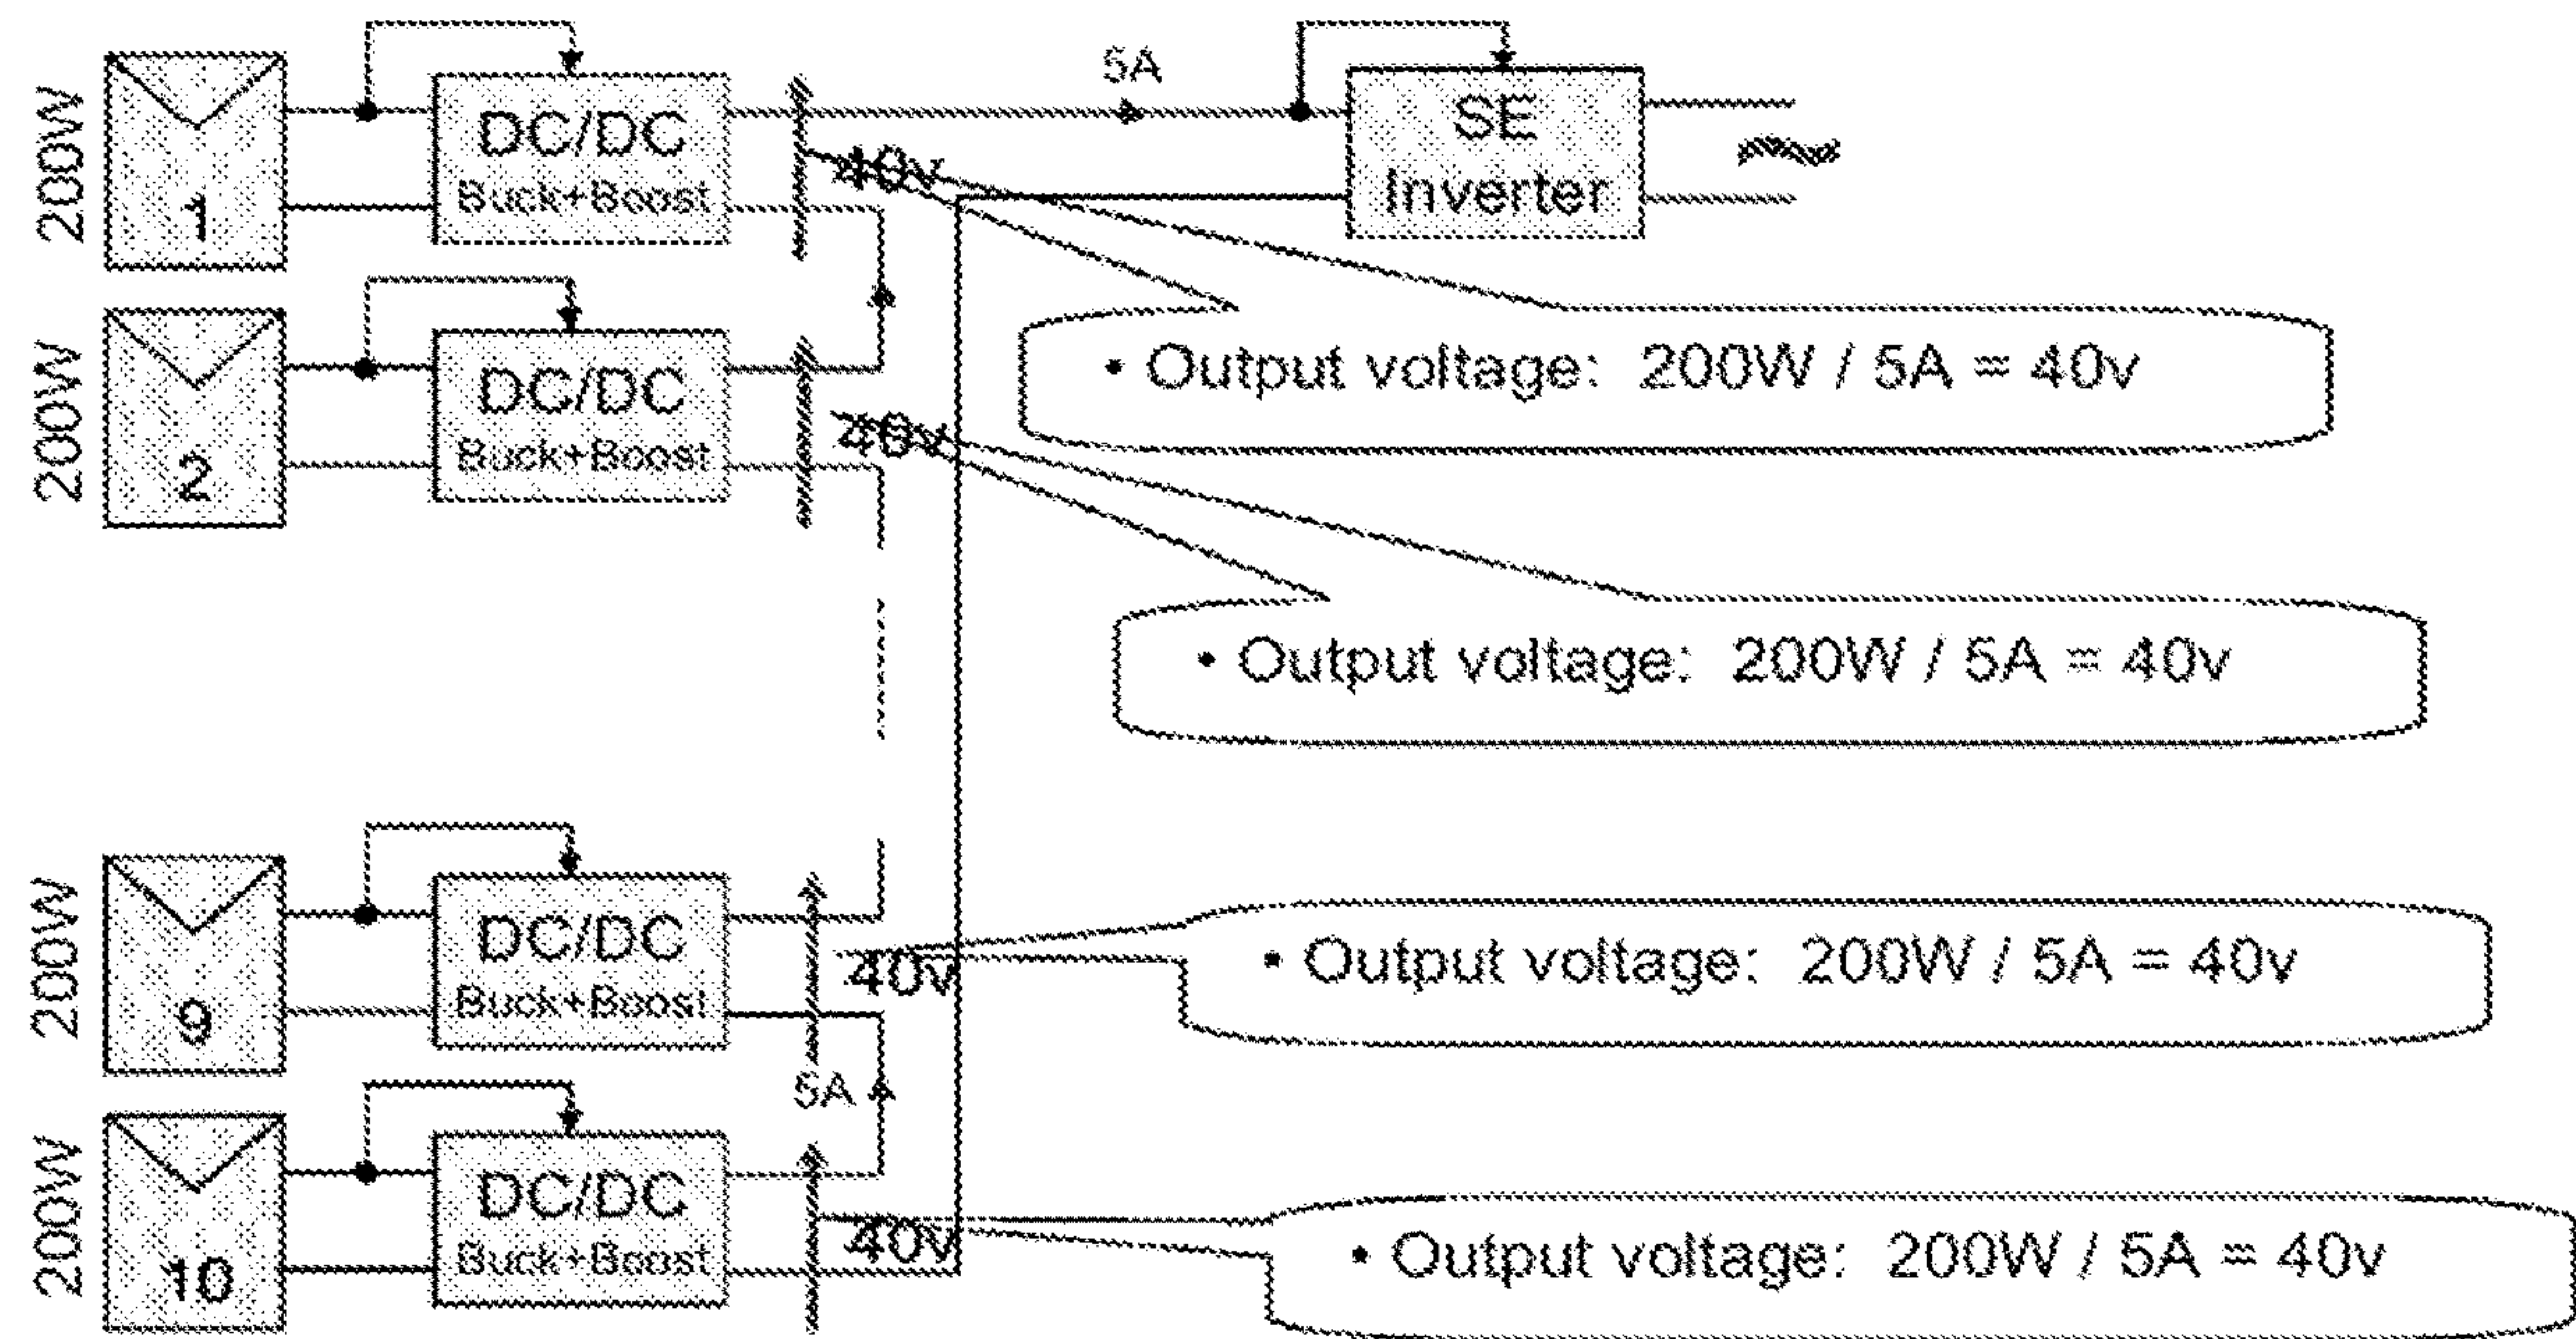 200W
1
DC/DC
Buck+Boost
40v
5A
SE
Inverter
• Output voltage: 200W / 5A = 40v
200W
2
DC/DC
Buck+Boost
40v
• Output voltage: 200W / 5A = 40v
200W
9
DC/DC
Buck+Boost
40v
5A
• Output voltage: 200W / 5A = 40v
200W
10
DC/DC
Buck+Boost
40v
• Output voltage: 200W / 5A = 40v